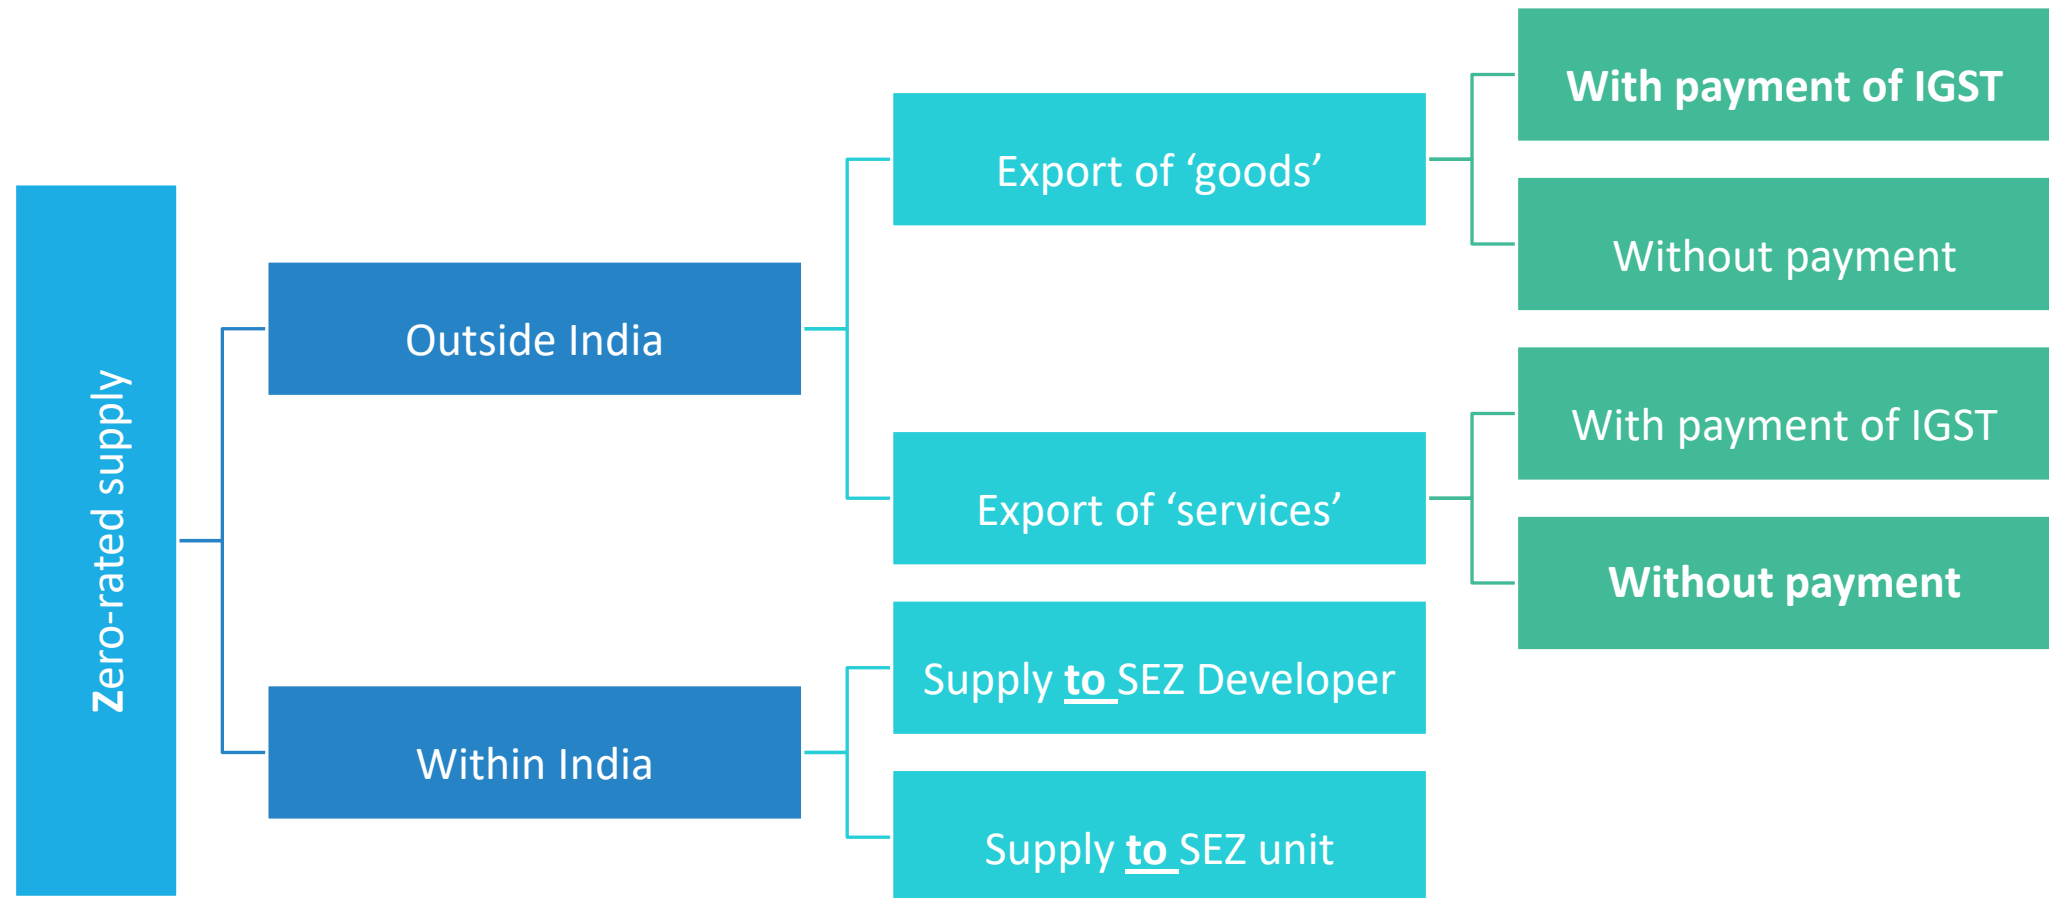 Zero-rated supply
Outside India
Export of ‘goods’
With payment of IGST
Without payment
Export of ‘services’
With payment of IGST
Without payment
Within India
Supply to SEZ Developer
Supply to SEZ unit